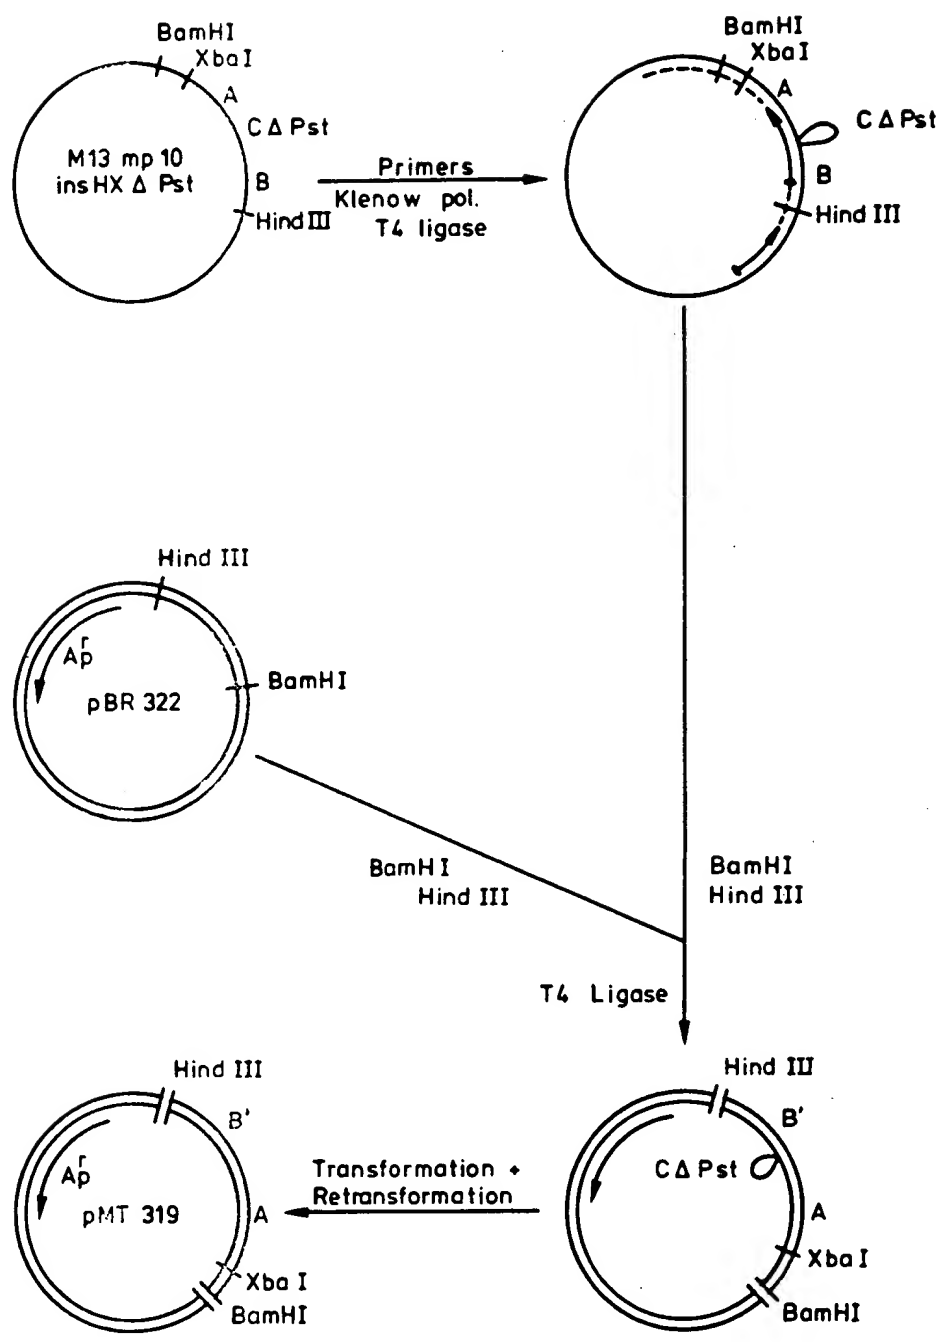 BamHI
XbaI
A
C Δ Pst
M13 mp 10
ins HX Δ Pst
B
Hind III
Primers
Klenow pol.
T4 ligase
BamHI
XbaI
A
C Δ Pst
B
Hind III
Hind III
Ap r
BamHI
pBR 322
BamHI
Hind III
BamHI
Hind III
T4 Ligase
Hind III
B'
Ap r
pMT 319
A
Xba I
BamHI
Transformation +
Retransformation
Hind III
B'
C Δ Pst
A
Xba I
BamHI